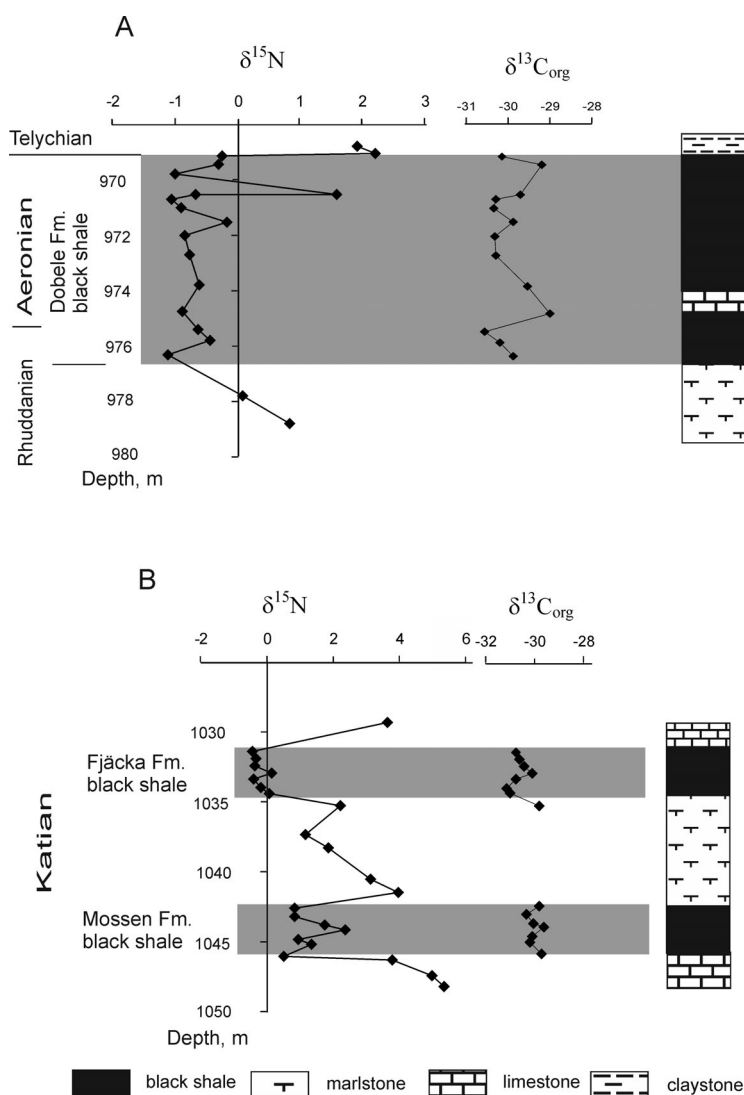 A
δ15N
δ13Corg
-2 -1 0 1 2 3
-31 -30 -29 -28
Telychian
970
972
974
976
978
980
Aeronian
Dobele Fm.
black shale
Rhuddanian
Depth, m
B
δ15N
δ13Corg
-2 0 2 4 6
-32 -30 -28
1030
Fjäcka Fm.
black shale
1035
Katian
1040
Mossen Fm.
black shale
1045
1050
Depth, m
black shale marlstone limestone claystone